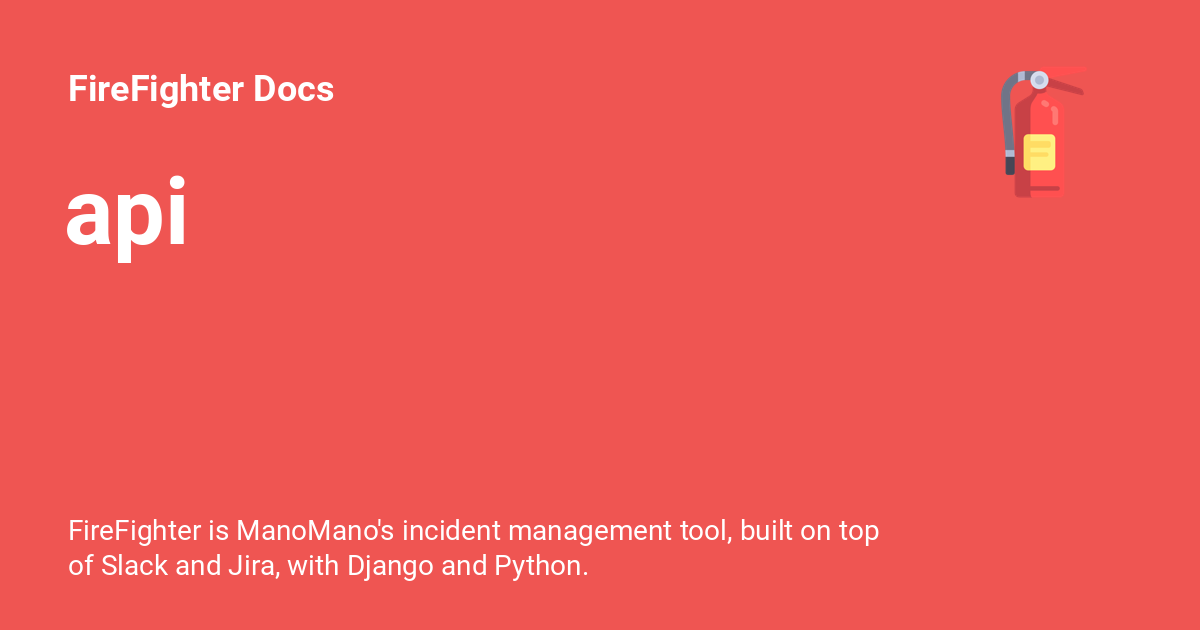 FireFighter Docs
api
FireFighter is ManoMano's incident management tool, built on top
of Slack and Jira, with Django and Python.